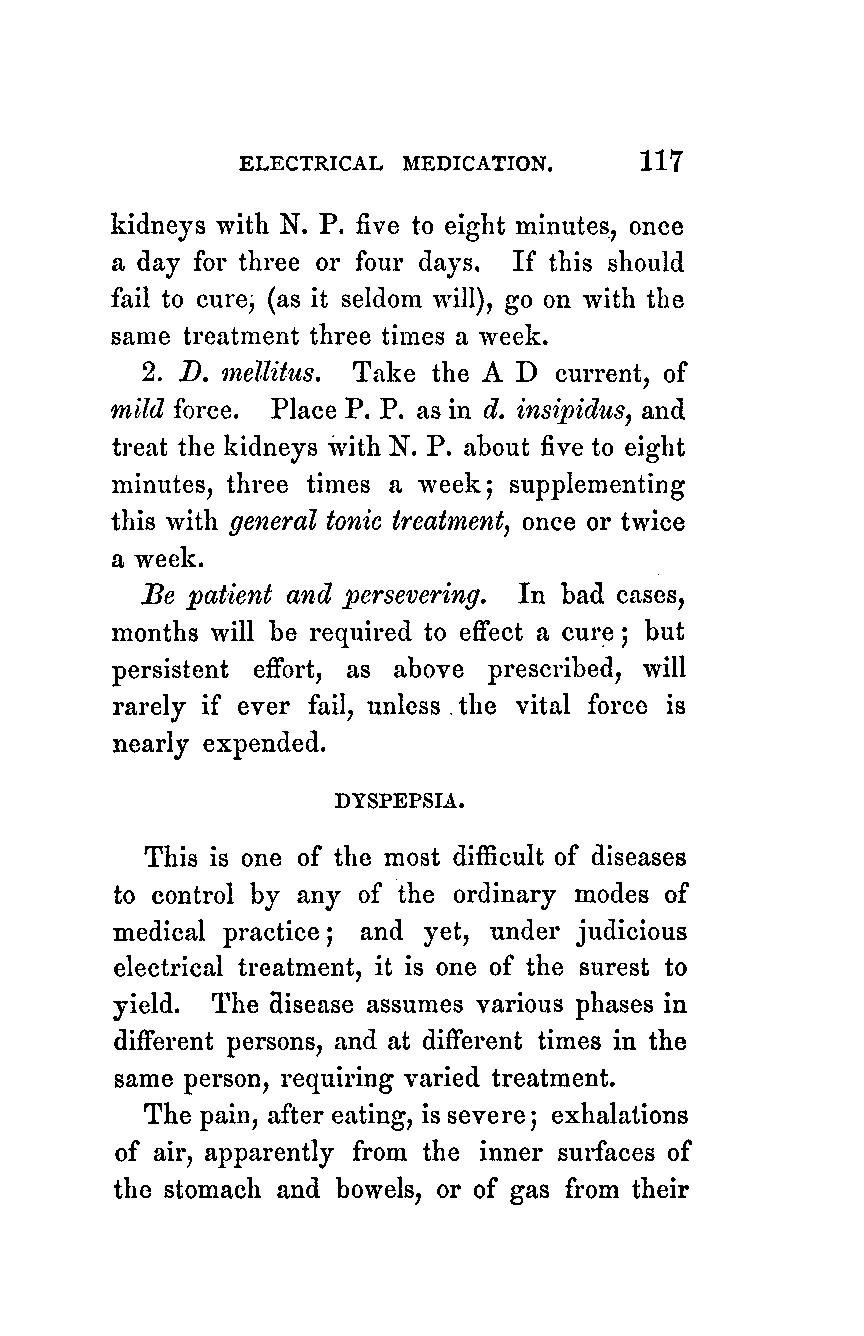 ELECTRICAL MEDICATION. 117
kidneys with N. P. five to eight minutes, once
a day for three or four days. If this should
fail to cure, (as it seldom will), go on with the
same treatment three times a week.
2. D. mellitus. Take the A D current, of
mild force. Place P. P. as in d. insipidus, and
treat the kidneys with N. P. about five to eight
minutes, three times a week; supplementing
this with general tonic treatment, once or twice
a week.
Be patient and persevering. In bad cases,
months will be required to effect a cure; but
persistent effort, as above prescribed, will
rarely if ever fail, unless the vital force is
nearly expended.
DYSPEPSIA.
This is one of the most difficult of diseases
to control by any of the ordinary modes of
medical practice; and yet, under judicious
electrical treatment, it is one of the surest to
yield. The disease assumes various phases in
different persons, and at different times in the
same person, requiring varied treatment.
The pain, after eating, is severe; exhalations
of air, apparently from the inner surfaces of
the stomach and bowels, or of gas from their